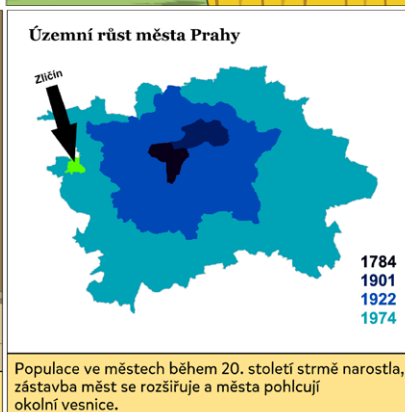 Územní růst města Prahy
Zličín
1784
1901
1922
1974
Populace ve městech během 20. století strmě narostla,
zástavba měst se rozšiřuje a města pohlcují
okolní vesnice.